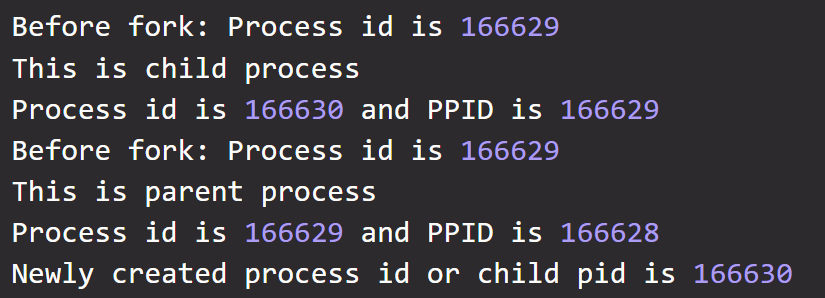 Before fork: Process id is 166629
This is child process
Process id is 166630 and PPID is 166629
Before fork: Process id is 166629
This is parent process
Process id is 166629 and PPID is 166628
Newly created process id or child pid is 166630